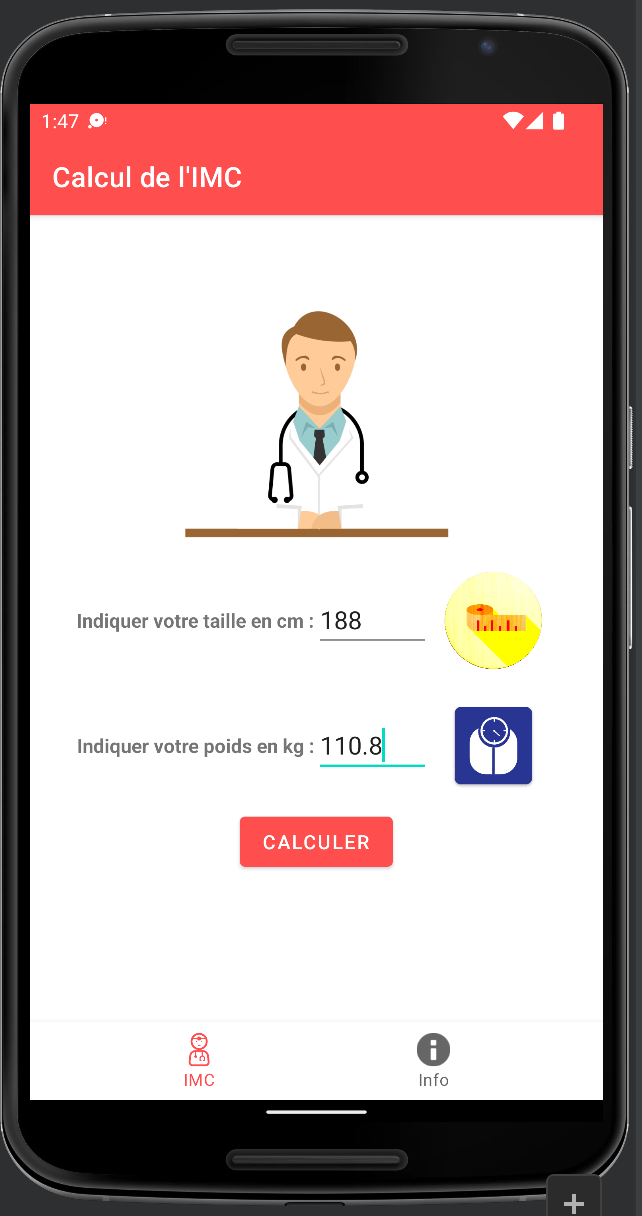 1:47
Calcul de l'IMC
Indiquer votre taille en cm : 188
Indiquer votre poids en kg : 110.8
CALCULER
IMC
Info